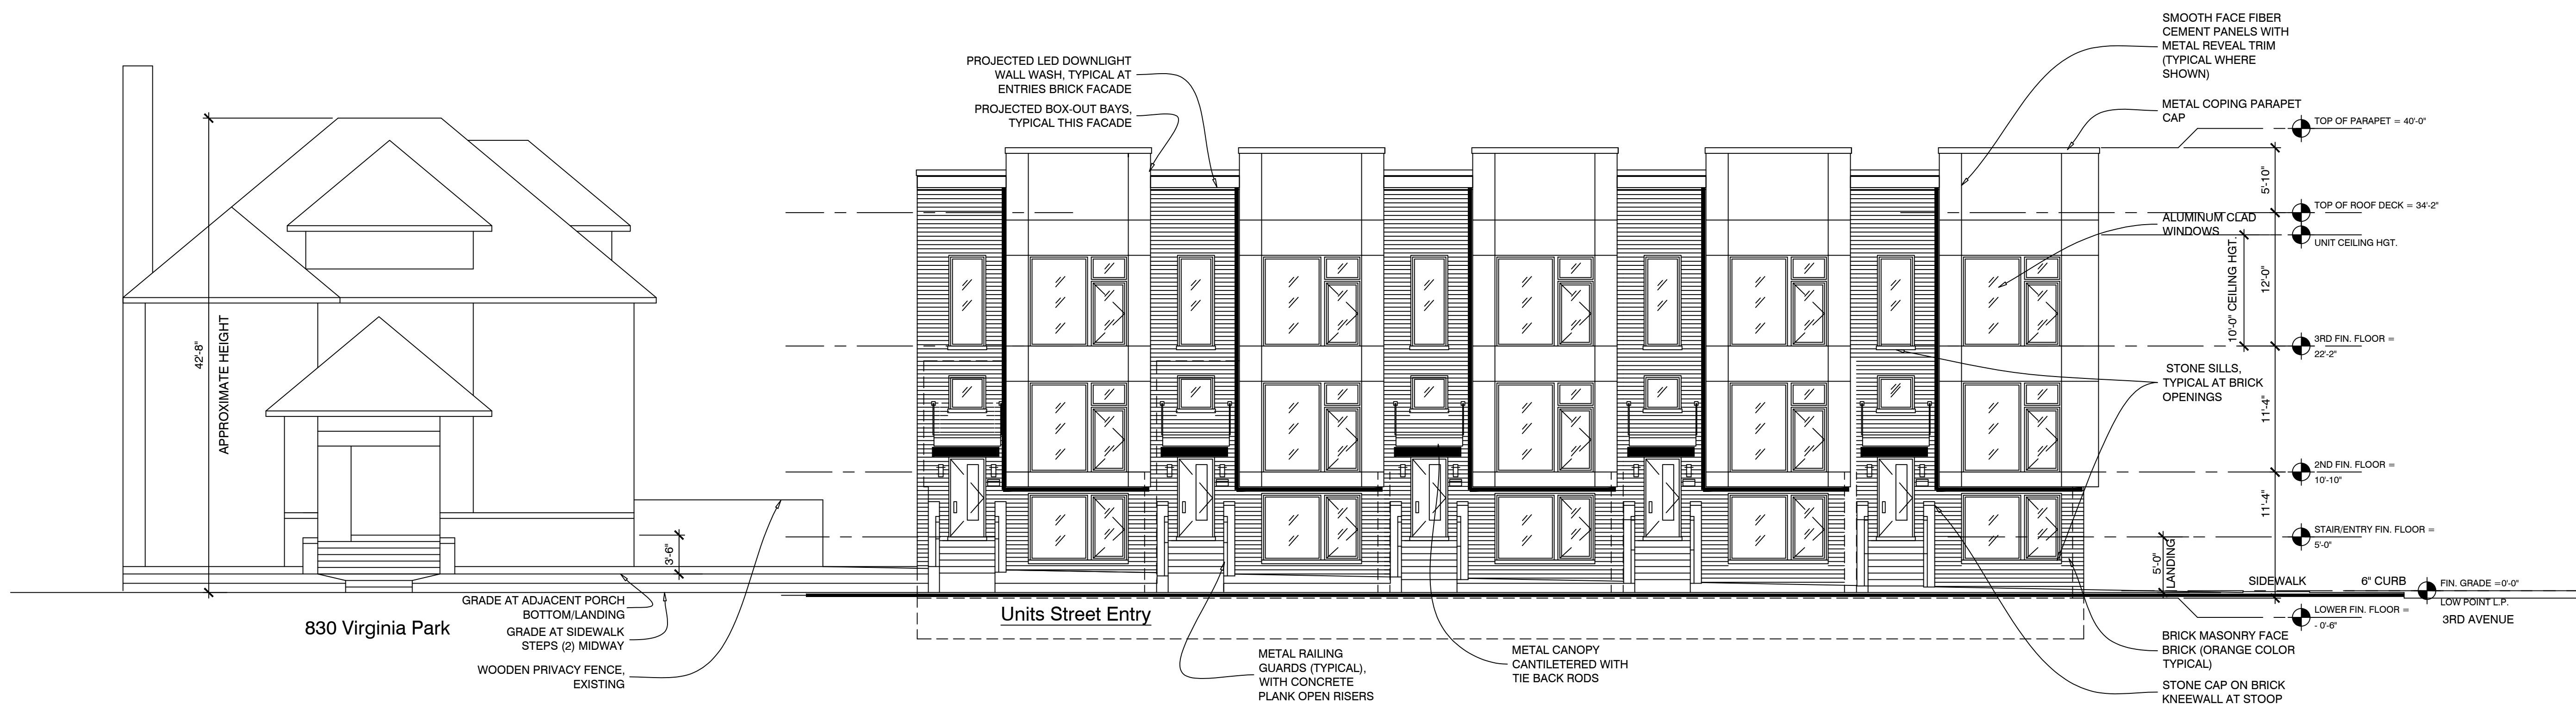 SMOOTH FACE FIBER
CEMENT PANELS WITH
METAL REVEAL TRIM
(TYPICAL WHERE
SHOWN)
PROJECTED LED DOWNLIGHT
WALL WASH, TYPICAL AT
ENTRIES BRICK FACADE
PROJECTED BOX-OUT BAYS,
TYPICAL THIS FACADE
METAL COPING PARAPET
CAP
TOP OF PARAPET = 40'-0"
5'-10"
TOP OF ROOF DECK = 34'-2"
ALUMINUM CLAD
WINDOWS
UNIT CEILING HGT.
10'-0" CEILING HGT.
12'-0"
42'-8"
APPROXIMATE HEIGHT
3RD FIN. FLOOR =
22'-2"
STONE SILLS,
TYPICAL AT BRICK
OPENINGS
11'-4"
2ND FIN. FLOOR =
10'-10"
11'-4"
STAIR/ENTRY FIN. FLOOR =
5'-0"
3'-6"
5'-0"
LANDING
SIDEWALK
6" CURB
FIN. GRADE =0'-0"
LOW POINT L.P.
3RD AVENUE
LOWER FIN. FLOOR =
- 0'-6"
GRADE AT ADJACENT PORCH
BOTTOM/LANDING
830 Virginia Park
GRADE AT SIDEWALK
STEPS (2) MIDWAY
WOODEN PRIVACY FENCE,
EXISTING
Units Street Entry
METAL RAILING
GUARDS (TYPICAL),
WITH CONCRETE
PLANK OPEN RISERS
METAL CANOPY
CANTILETERED WITH
TIE BACK RODS
BRICK MASONRY FACE
BRICK (ORANGE COLOR
TYPICAL)
STONE CAP ON BRICK
KNEEWALL AT STOOP